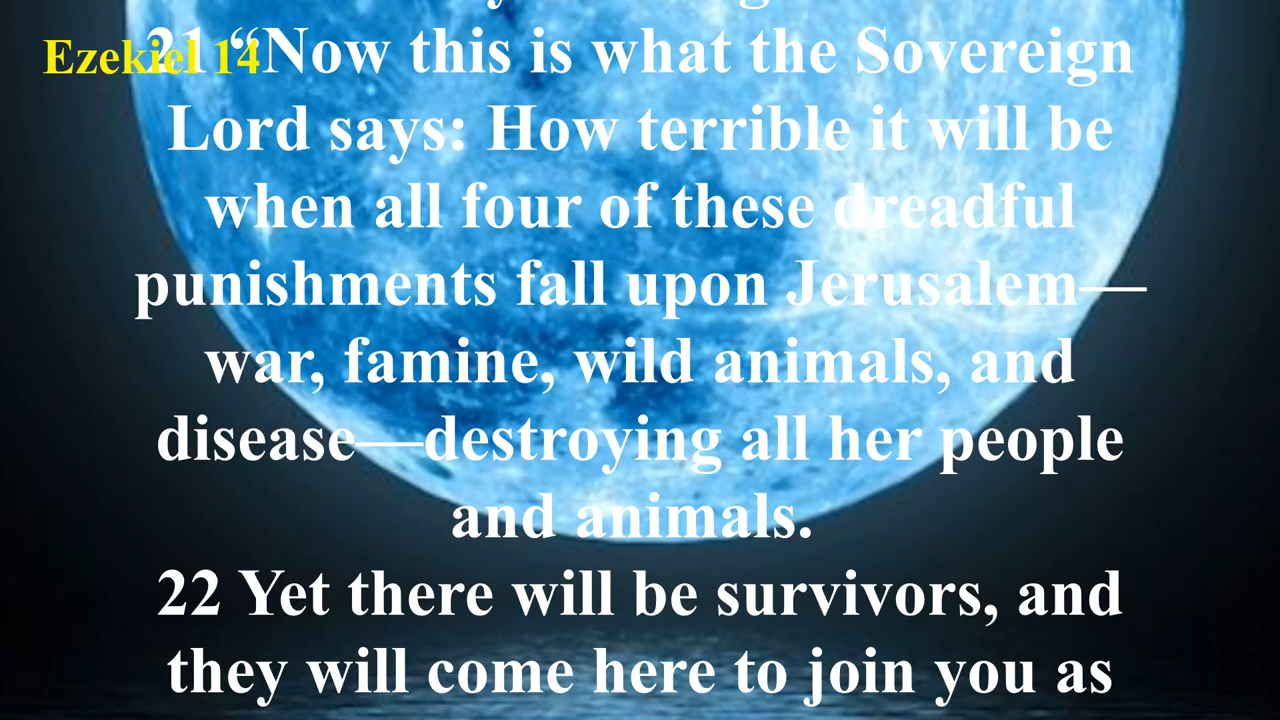 Ezekiel 14
21 “Now this is what the Sovereign
Lord says: How terrible it will be
when all four of these dreadful
punishments fall upon Jerusalem—
war, famine, wild animals, and
disease—destroying all her people
and animals.
22 Yet there will be survivors, and
they will come here to join you as